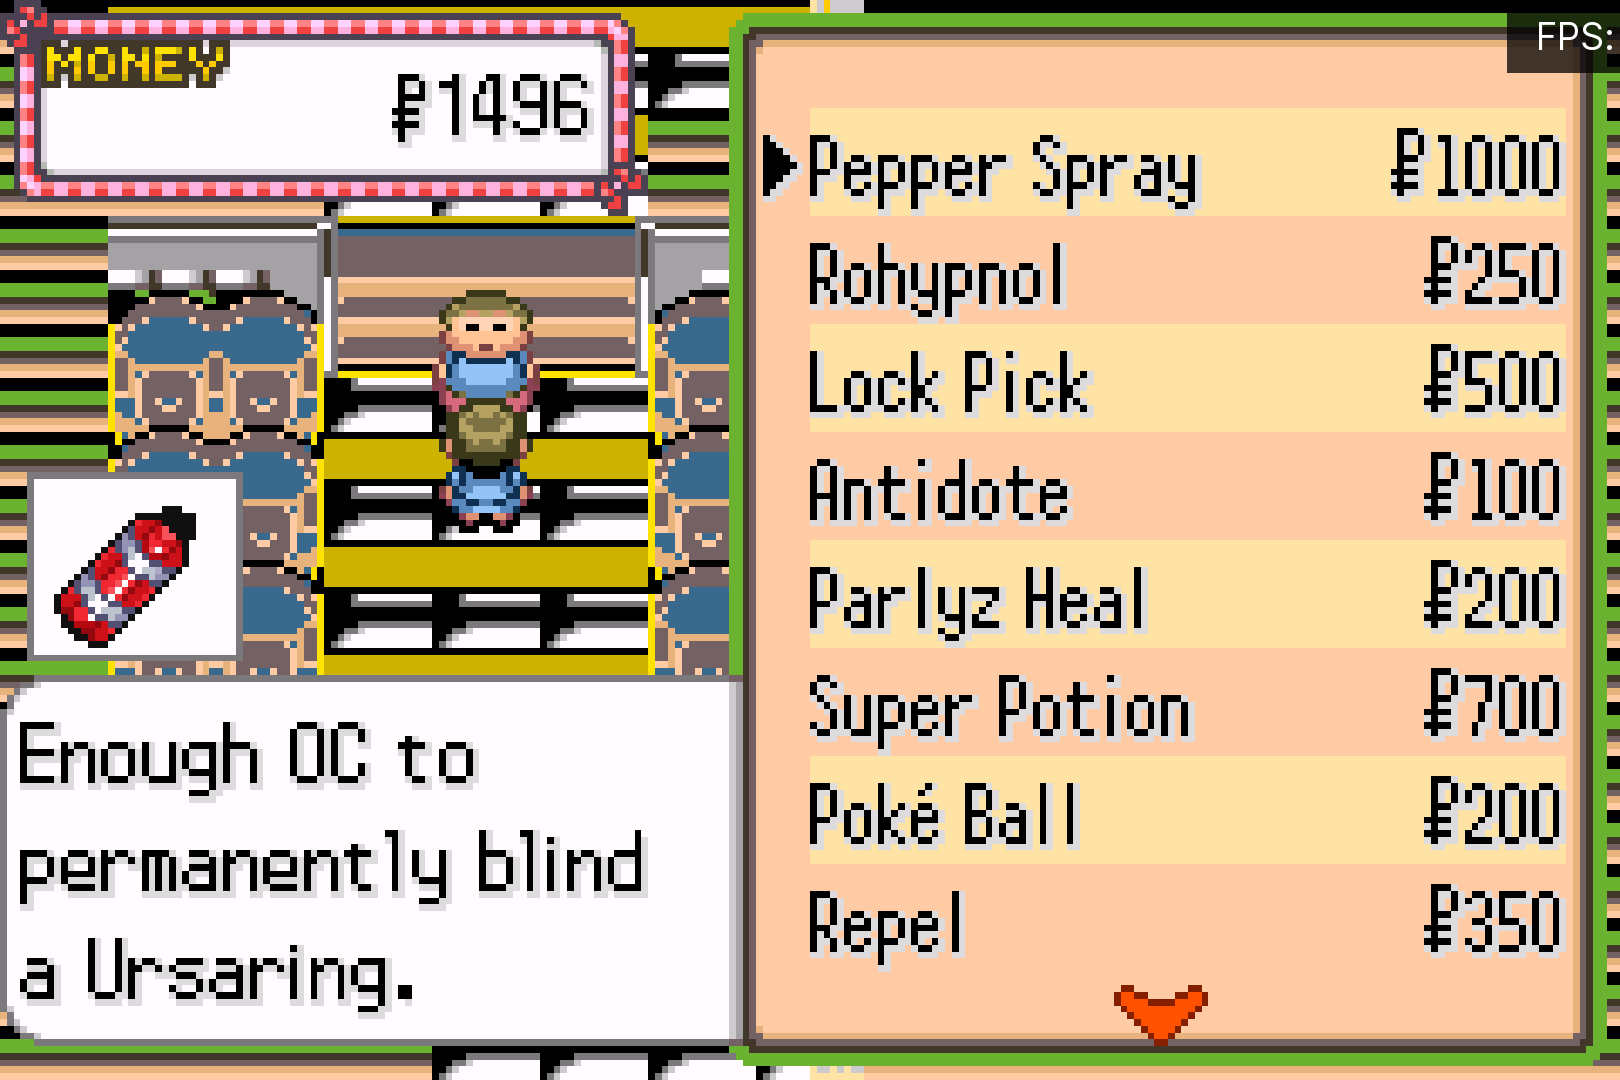 MONEY
₽1496
FPS:
Pepper Spray ₽1000
Rohypnol ₽250
Lock Pick ₽500
Antidote ₽100
Parlyz Heal ₽200
Super Potion ₽700
Poké Ball ₽200
Repel ₽350
Enough OC to
permanently blind
a Ursaring.